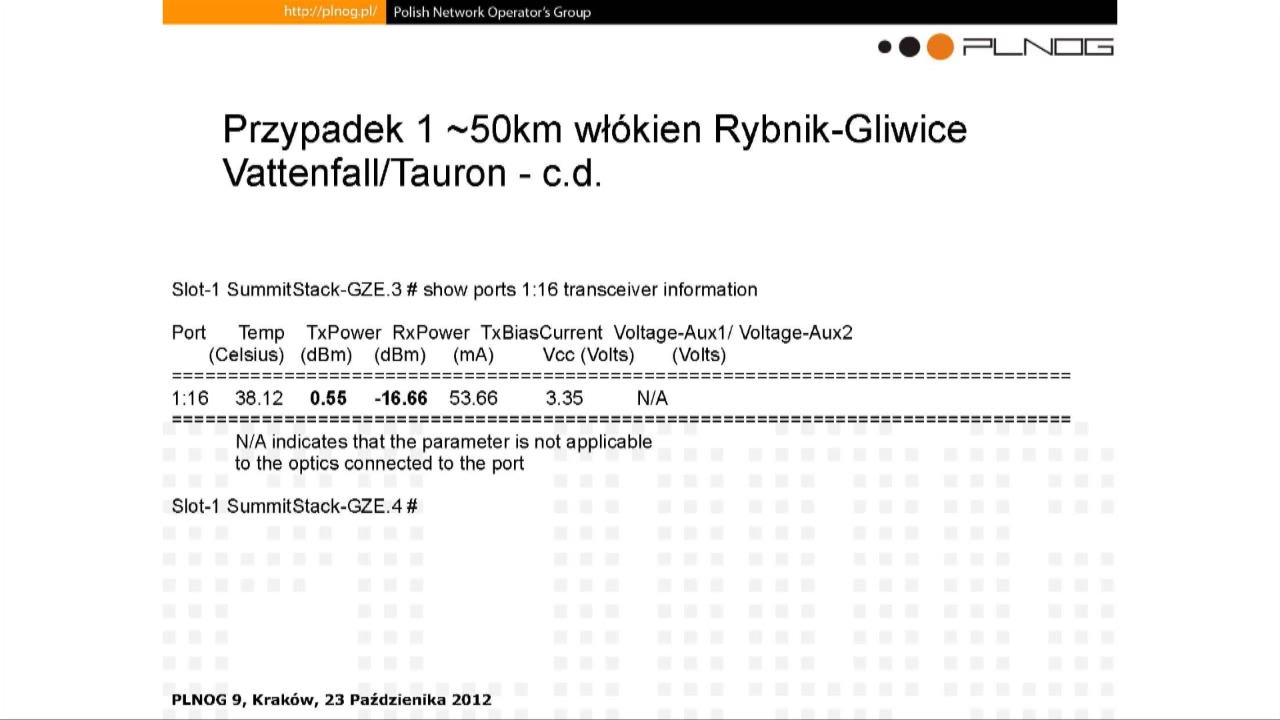 http://plnog.pl/ Polish Network Operator's Group
PLNOG
Przypadek 1 ~50km włókien Rybnik-Gliwice
Vattenfall/Tauron - c.d.
Slot-1 SummitStack-GZE.3 # show ports 1:16 transceiver information
Port Temp TxPower RxPower TxBiasCurrent Voltage-Aux1/ Voltage-Aux2
(Celsius) (dBm) (dBm) (mA) Vcc (Volts) (Volts)
================================================================================
1:16 38.12 0.55 -16.66 53.66 3.35 N/A
================================================================================
N/A indicates that the parameter is not applicable
to the optics connected to the port
Slot-1 SummitStack-GZE.4 #
PLNOG 9, Kraków, 23 Paździenika 2012